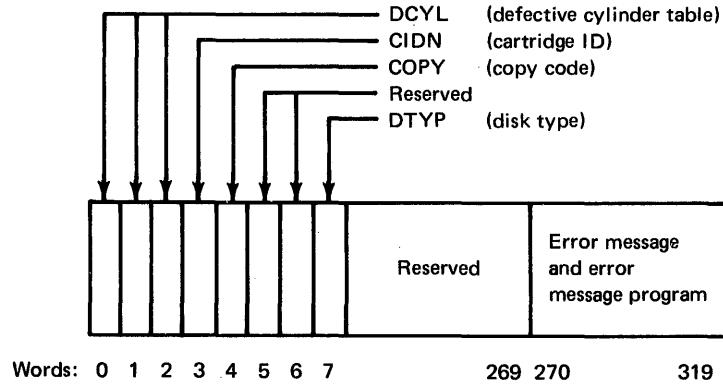 DCYL (defective cylinder table)
CIDN (cartridge ID)
COPY (copy code)
Reserved
DTYP (disk type)
Reserved
Error message
and error
message program
Words: 0 1 2 3 4 5 6 7 269 270 319